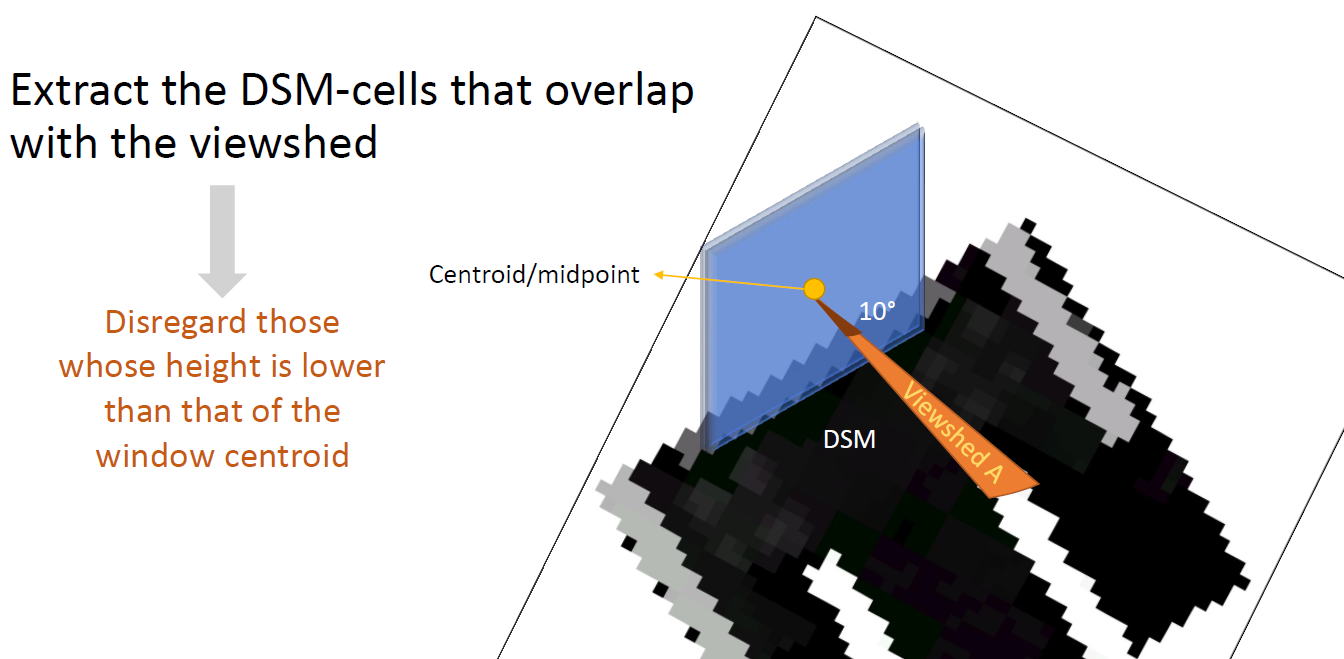 Extract the DSM-cells that overlap
with the viewshed
Disregard those
whose height is lower
than that of the
window centroid
Centroid/midpoint
10°
Viewshed A
DSM